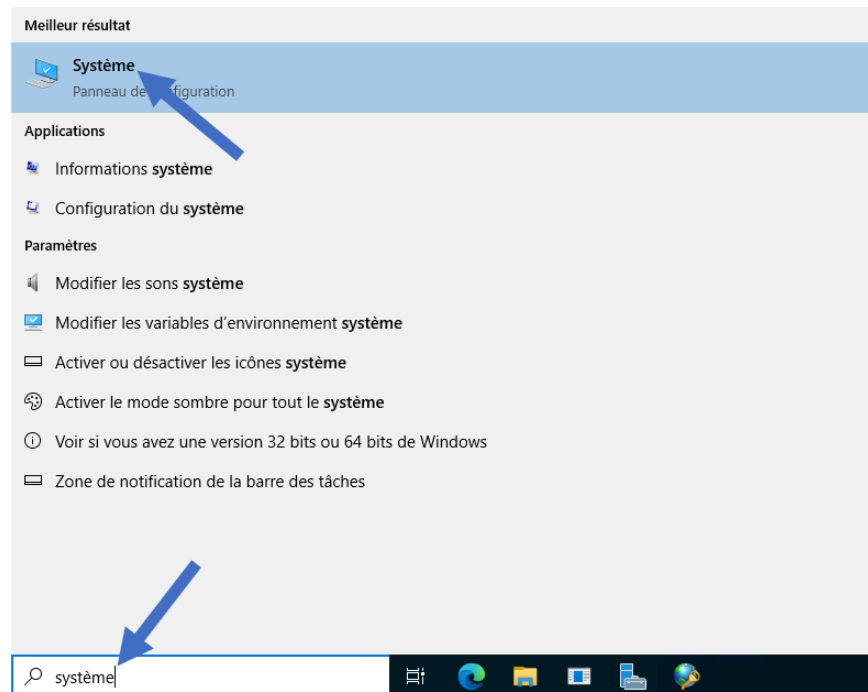 Meilleur résultat
Système
Panneau de configuration
Applications
Informations système
Configuration du système
Paramètres
Modifier les sons système
Modifier les variables d'environnement système
Activer ou désactiver les icônes système
Activer le mode sombre pour tout le système
Voir si vous avez une version 32 bits ou 64 bits de Windows
Zone de notification de la barre des tâches
système